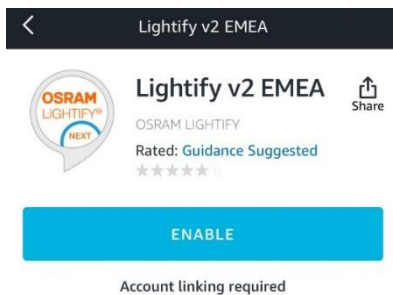 Lightify v2 EMEA
OSRAM
LIGHTIFY®
NEXT
Lightify v2 EMEA
Share
OSRAM LIGHTIFY
Rated: Guidance Suggested
ENABLE
Account linking required